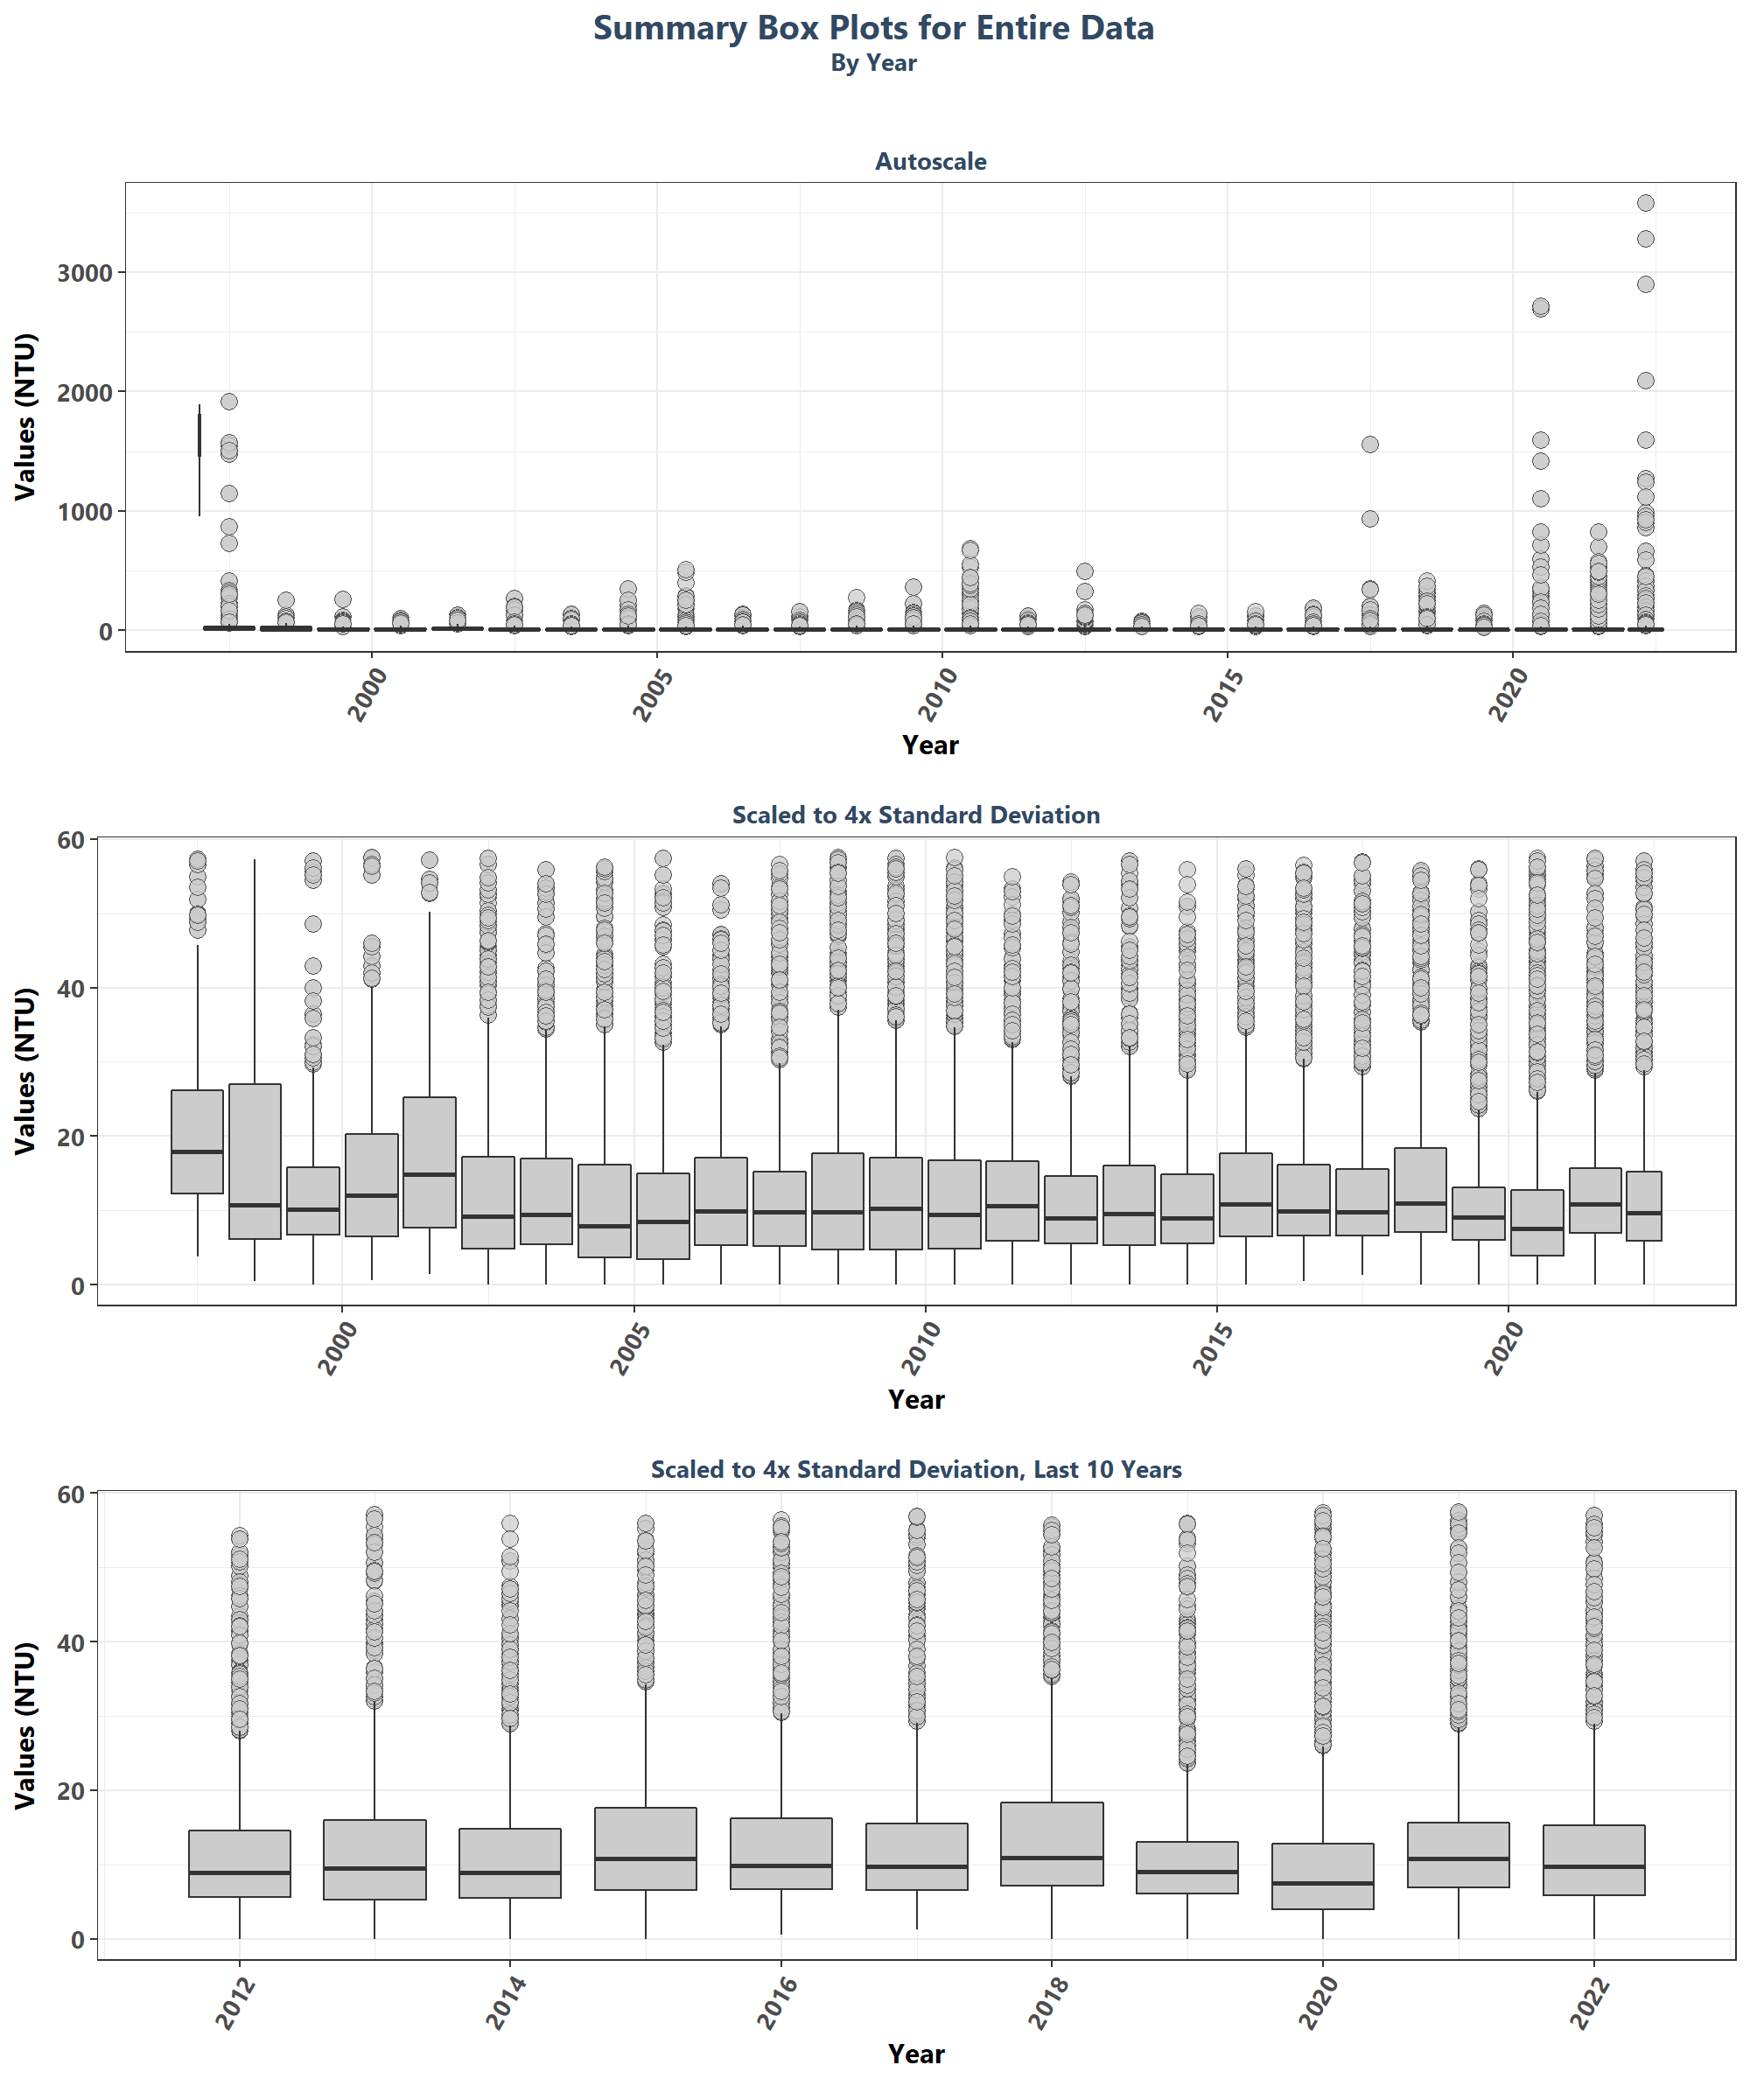 Summary Box Plots for Entire Data
By Year
Autoscale
Values (NTU)
3000
2000
1000
0
2000
2005
2010
2015
2020
Year
Scaled to 4x Standard Deviation
Values (NTU)
60
40
20
0
2000
2005
2010
2015
2020
Year
Scaled to 4x Standard Deviation, Last 10 Years
Values (NTU)
60
40
20
0
2012
2014
2016
2018
2020
2022
Year